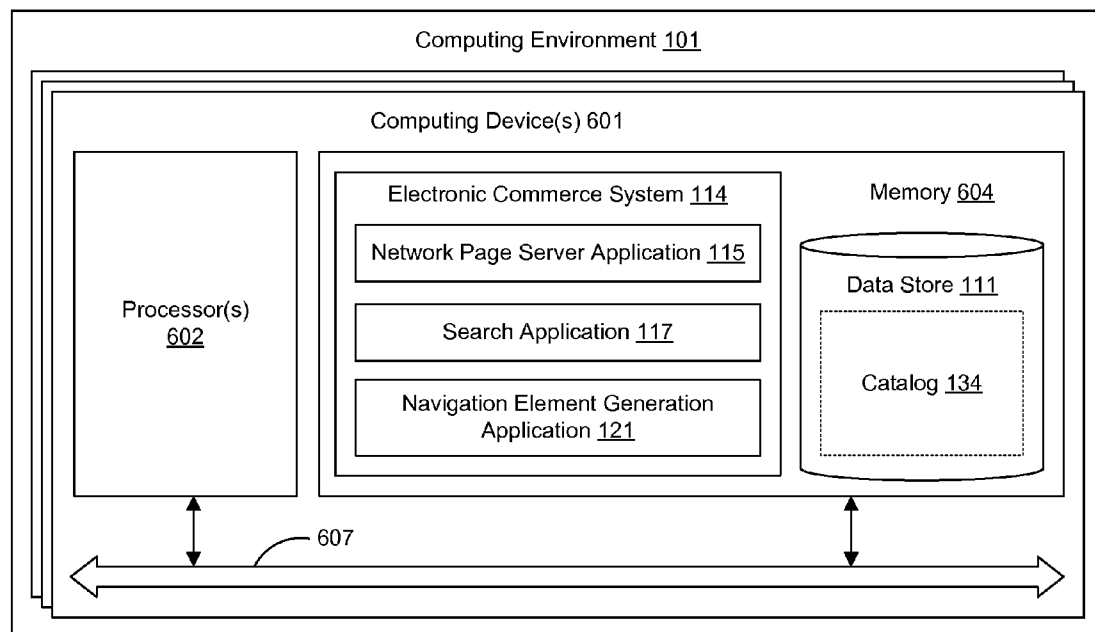 Computing Environment 101
Computing Device(s) 601
Processor(s)
602
Electronic Commerce System 114
Network Page Server Application 115
Search Application 117
Navigation Element Generation
Application 121
Memory 604
Data Store 111
Catalog 134
607